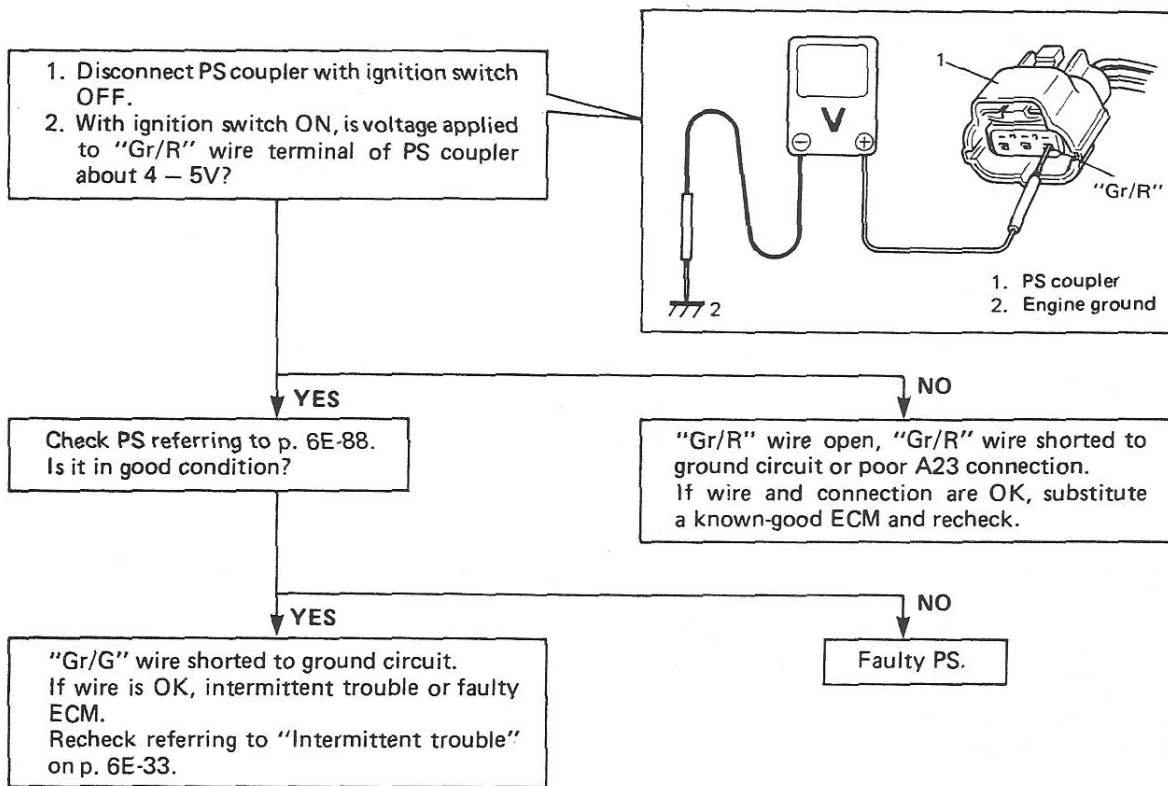 1. Disconnect PS coupler with ignition switch
OFF.
2. With ignition switch ON, is voltage applied
to "Gr/R" wire terminal of PS coupler
about 4 – 5V?
V
1
"Gr/R"
2
1. PS coupler
2. Engine ground
YES
NO
Check PS referring to p. 6E-88.
Is it in good condition?
"Gr/R" wire open, "Gr/R" wire shorted to
ground circuit or poor A23 connection.
If wire and connection are OK, substitute
a known-good ECM and recheck.
YES
NO
"Gr/G" wire shorted to ground circuit.
If wire is OK, intermittent trouble or faulty
ECM.
Recheck referring to "Intermittent trouble"
on p. 6E-33.
Faulty PS.